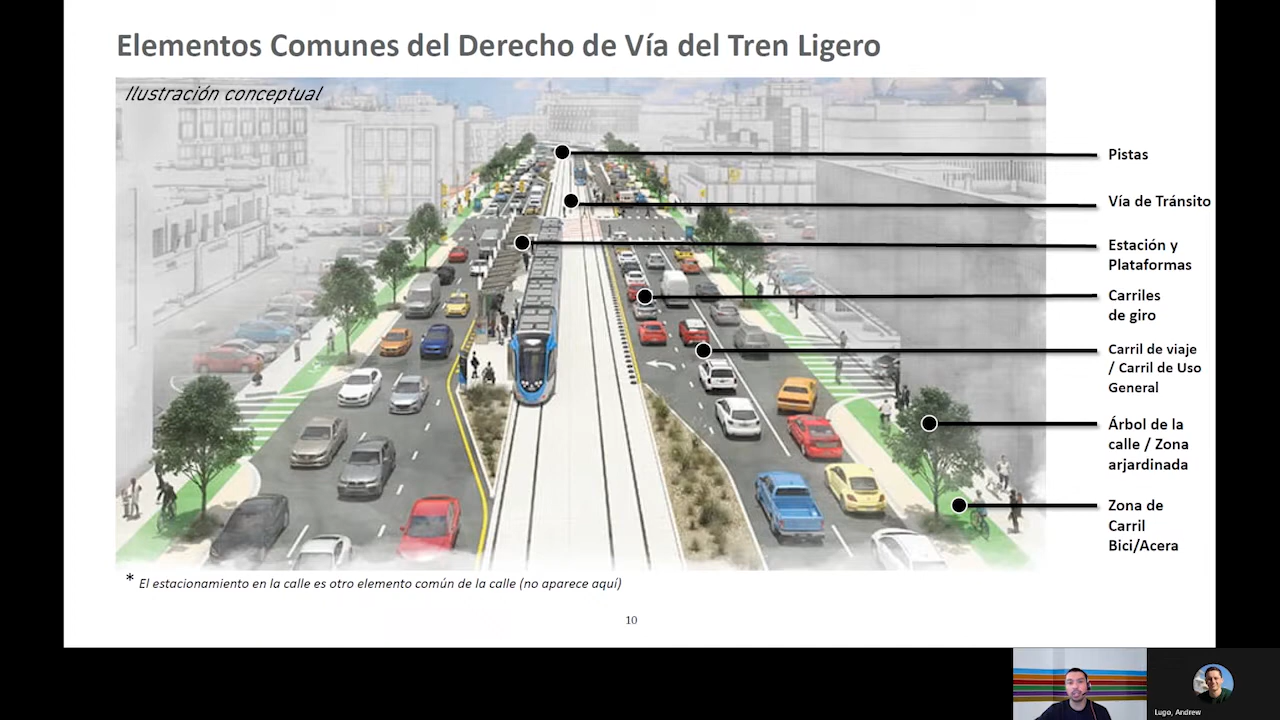 Elementos Comunes del Derecho de Vía del Tren Ligero
Ilustración conceptual
Pistas
Vía de Tránsito
Estación y
Plataformas
Carriles
de giro
Carril de viaje
/ Carril de Uso
General
Árbol de la
calle / Zona
arjardinada
Zona de
Carril
Bici/Acera
* El estacionamiento en la calle es otro elemento común de la calle (no aparece aquí)
10
Lugo, Andrew